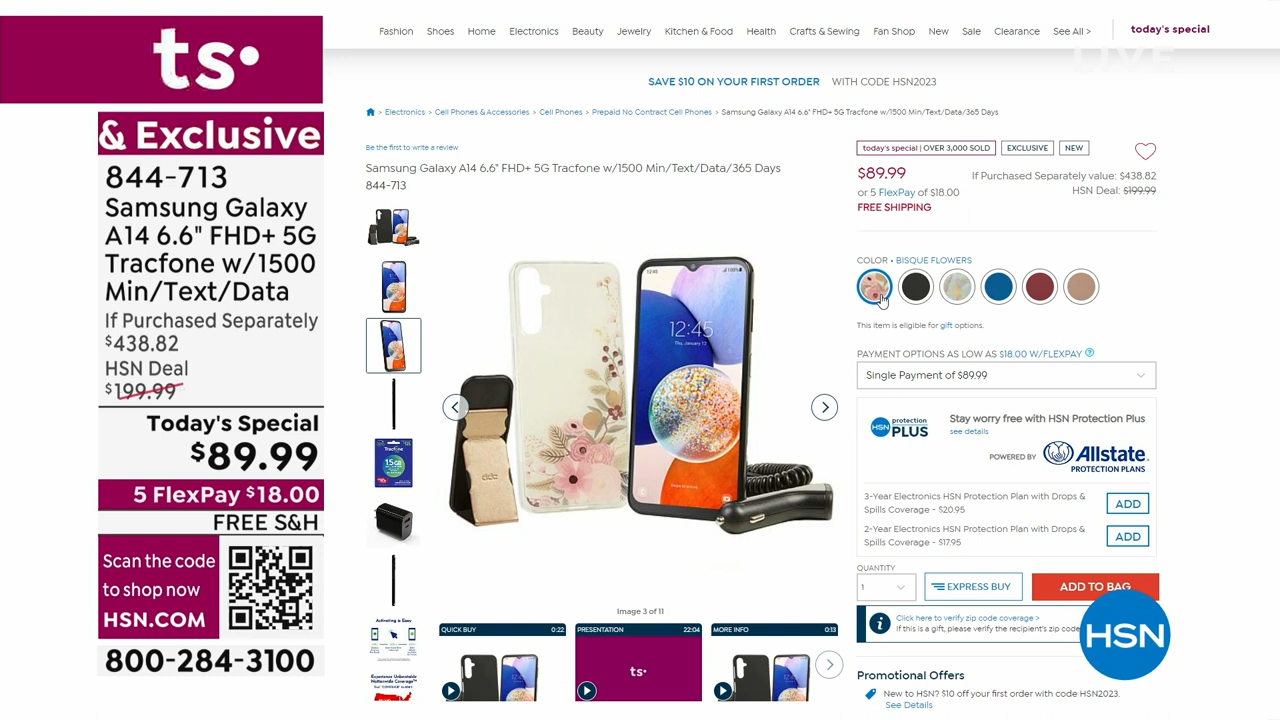 ts.
& Exclusive
844-713
Samsung Galaxy
A14 6.6" FHD+ 5G
Tracfone w/1500
Min/Text/Data
If Purchased Separately
$438.82
HSN Deal
$199.99
Today's Special
$89.99
5 FlexPay $18.00
FREE S&H
Scan the code
to shop now
HSN.COM
800-284-3100
Fashion Shoes Home Electronics Beauty Jewelry Kitchen & Food Health Crafts & Sewing Fan Shop New Sale Clearance See All > today's special
LIVE
SAVE $10 ON YOUR FIRST ORDER WITH CODE HSN2023
> Electronics > Cell Phones & Accessories > Cell Phones > Prepaid No Contract Cell Phones > Samsung Galaxy A14 6.6" FHD+ 5G Tracfone w/1500 Min/Text/Data/365 Days
Be the first to write a review
Samsung Galaxy A14 6.6" FHD+ 5G Tracfone w/1500 Min/Text/Data/365 Days
844-713
today's special | OVER 3,000 SOLD EXCLUSIVE NEW
$89.99 If Purchased Separately value: $438.82
or 5 FlexPay of $18.00 HSN Deal: $199.99
FREE SHIPPING
COLOR • BISQUE FLOWERS
This item is eligible for gift options.
PAYMENT OPTIONS AS LOW AS $18.00 W/FLEXPAY
Single Payment of $89.99
HSN protection PLUS
Stay worry free with HSN Protection Plus
see details
POWERED BY Allstate
PROTECTION PLANS
3-Year Electronics HSN Protection Plan with Drops &
Spills Coverage - $20.95
ADD
2-Year Electronics HSN Protection Plan with Drops &
Spills Coverage - $17.95
ADD
QUANTITY
1 EXPRESS BUY ADD TO BAG
Click here to verify zip code coverage >
If this is a gift, please verify the recipient's zip code
HSN
Promotional Offers
New to HSN? $10 off your first order with code HSN2023.
See Details
12:45
Thu, January 12
tracfone
15GB
Activating is Easy
Experience Unbeatable
Nationwide Coverage
Image 3 of 11
QUICK BUY 0:22
PRESENTATION 22:04
MORE INFO 0:13
ts.